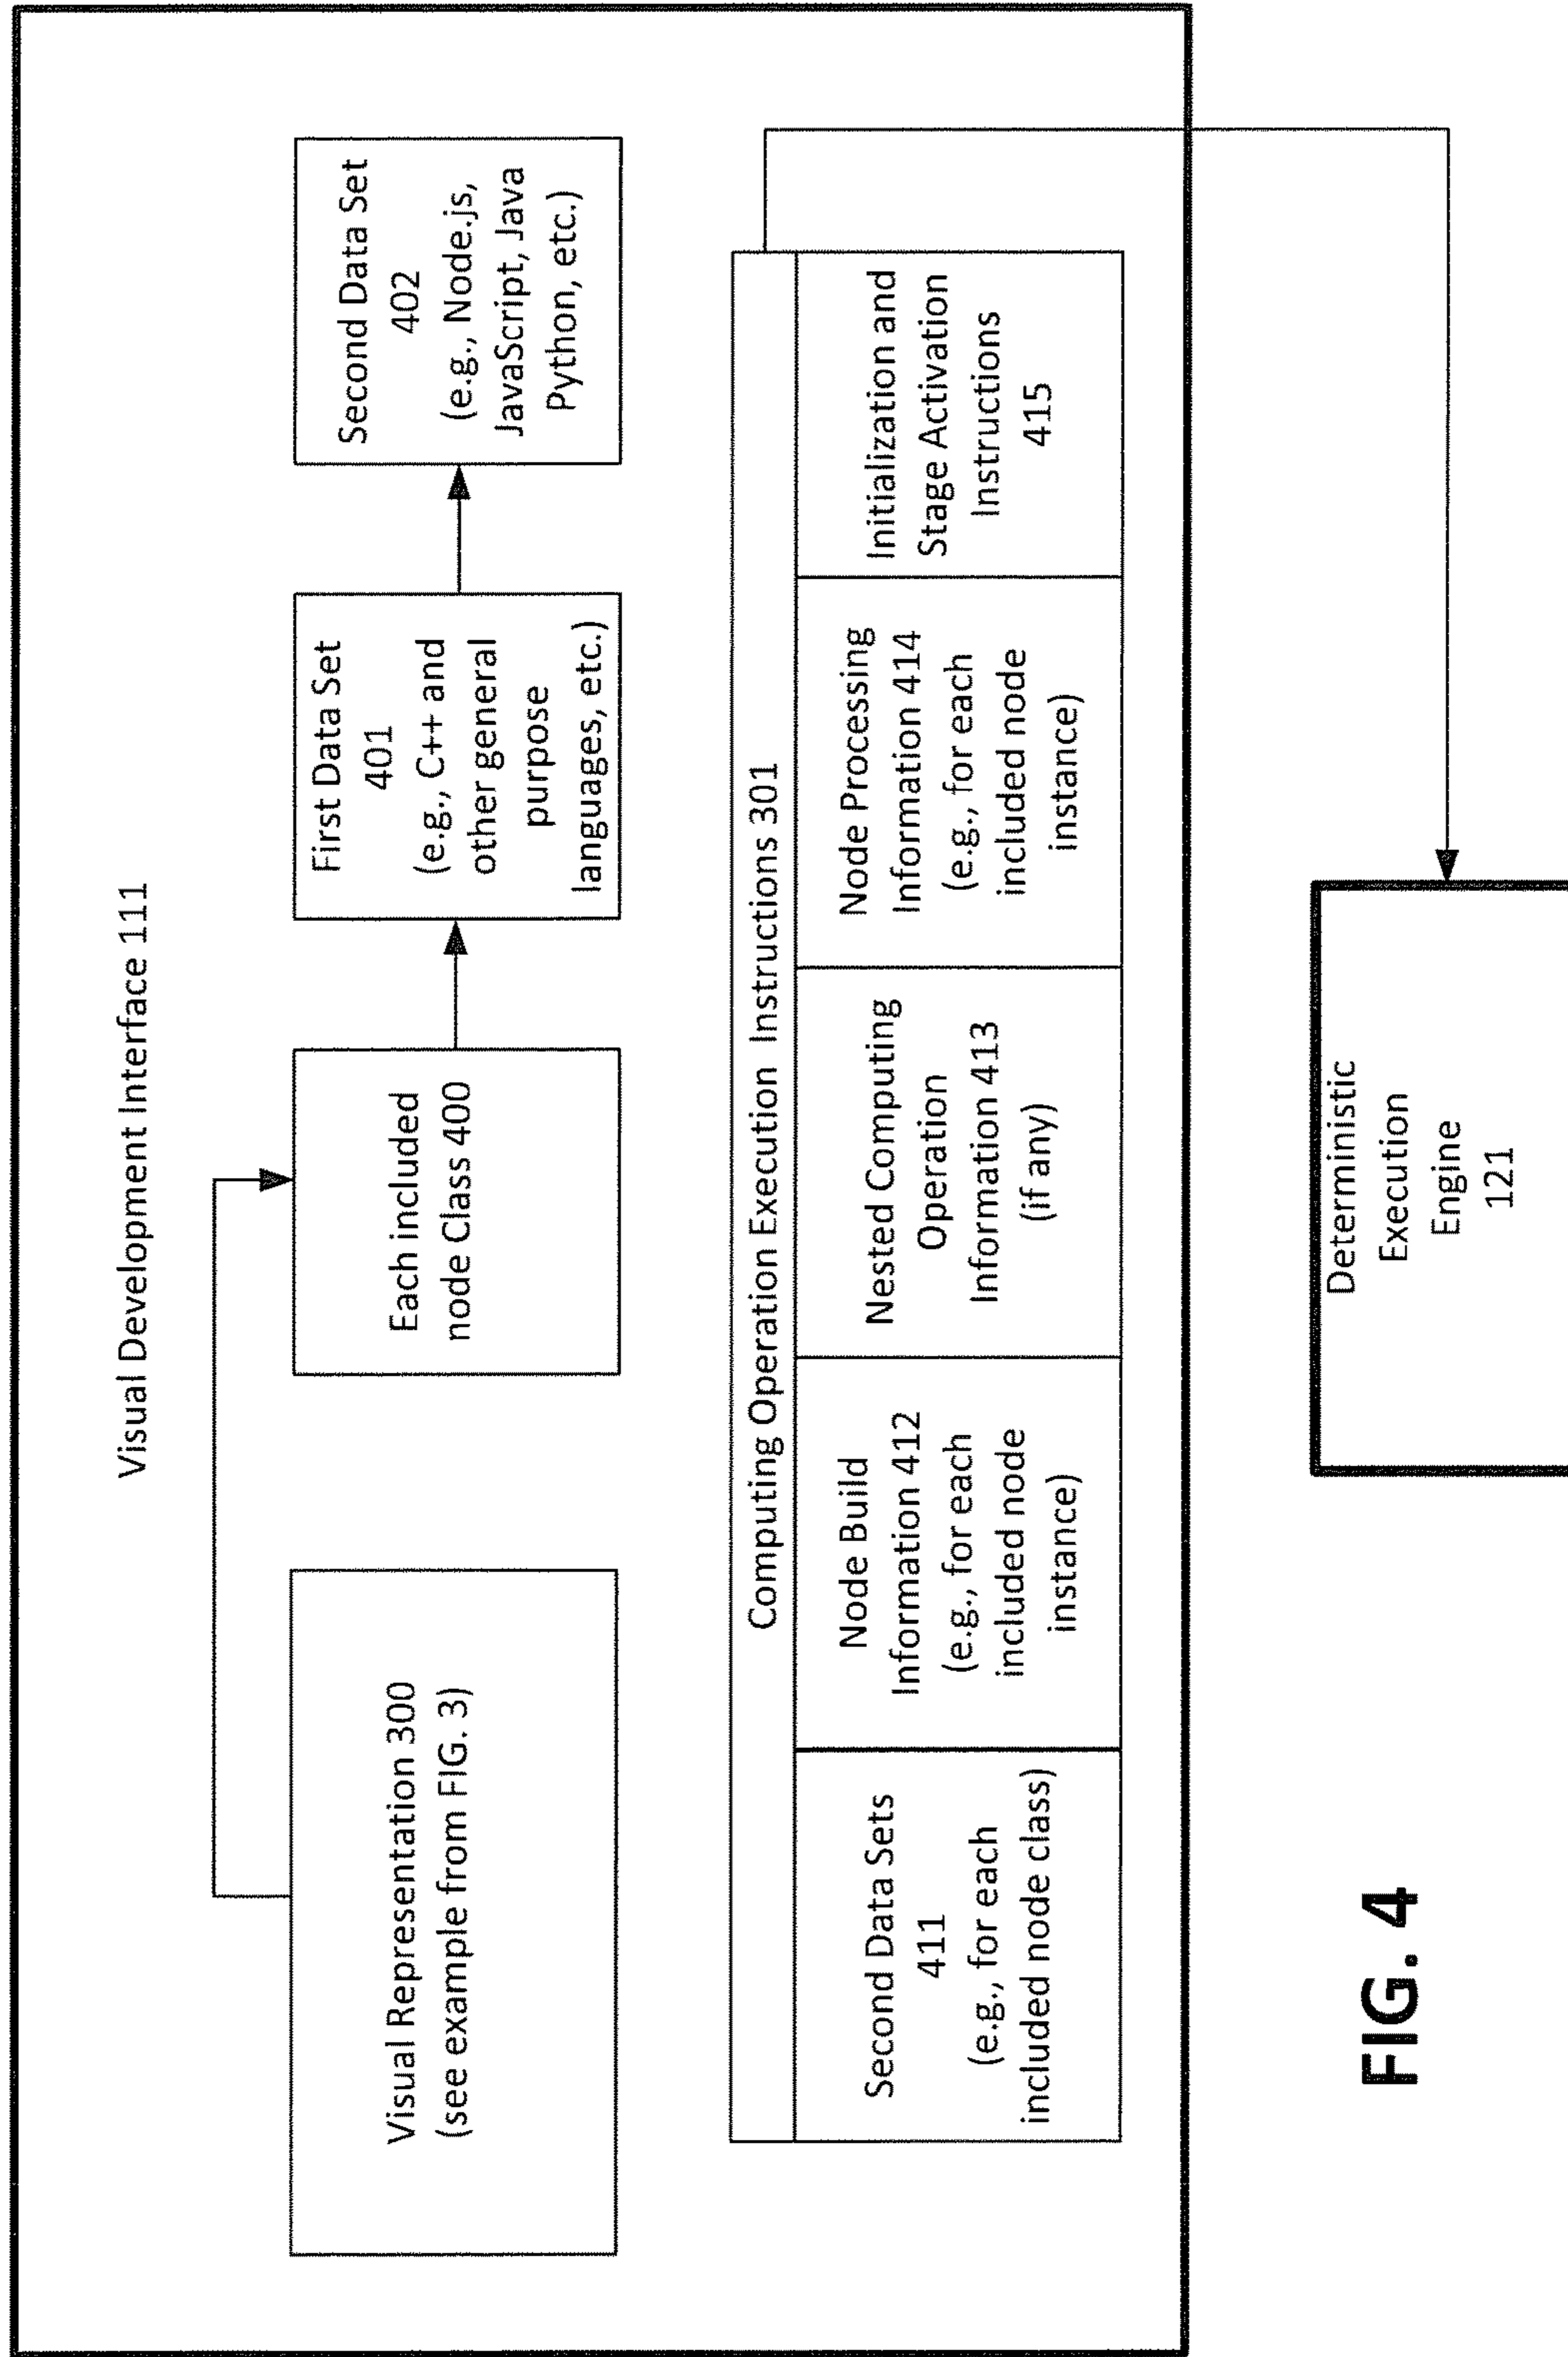 Visual Development Interface 111
Visual Representation 300
(see example from FIG. 3)
Each included
node Class 400
First Data Set
401
(e.g., C++ and
other general
purpose
languages, etc.)
Second Data Set
402
(e.g., Node.js,
JavaScript, Java
Python, etc.)
Computing Operation Execution Instructions 301
Second Data Sets
411
(e.g., for each
included node class)
Node Build
Information 412
(e.g., for each
included node
instance)
Nested Computing
Operation
Information 413
(if any)
Node Processing
Information 414
(e.g., for each
included node
instance)
Initialization and
Stage Activation
Instructions
415
Deterministic
Execution
Engine
121
FIG. 4